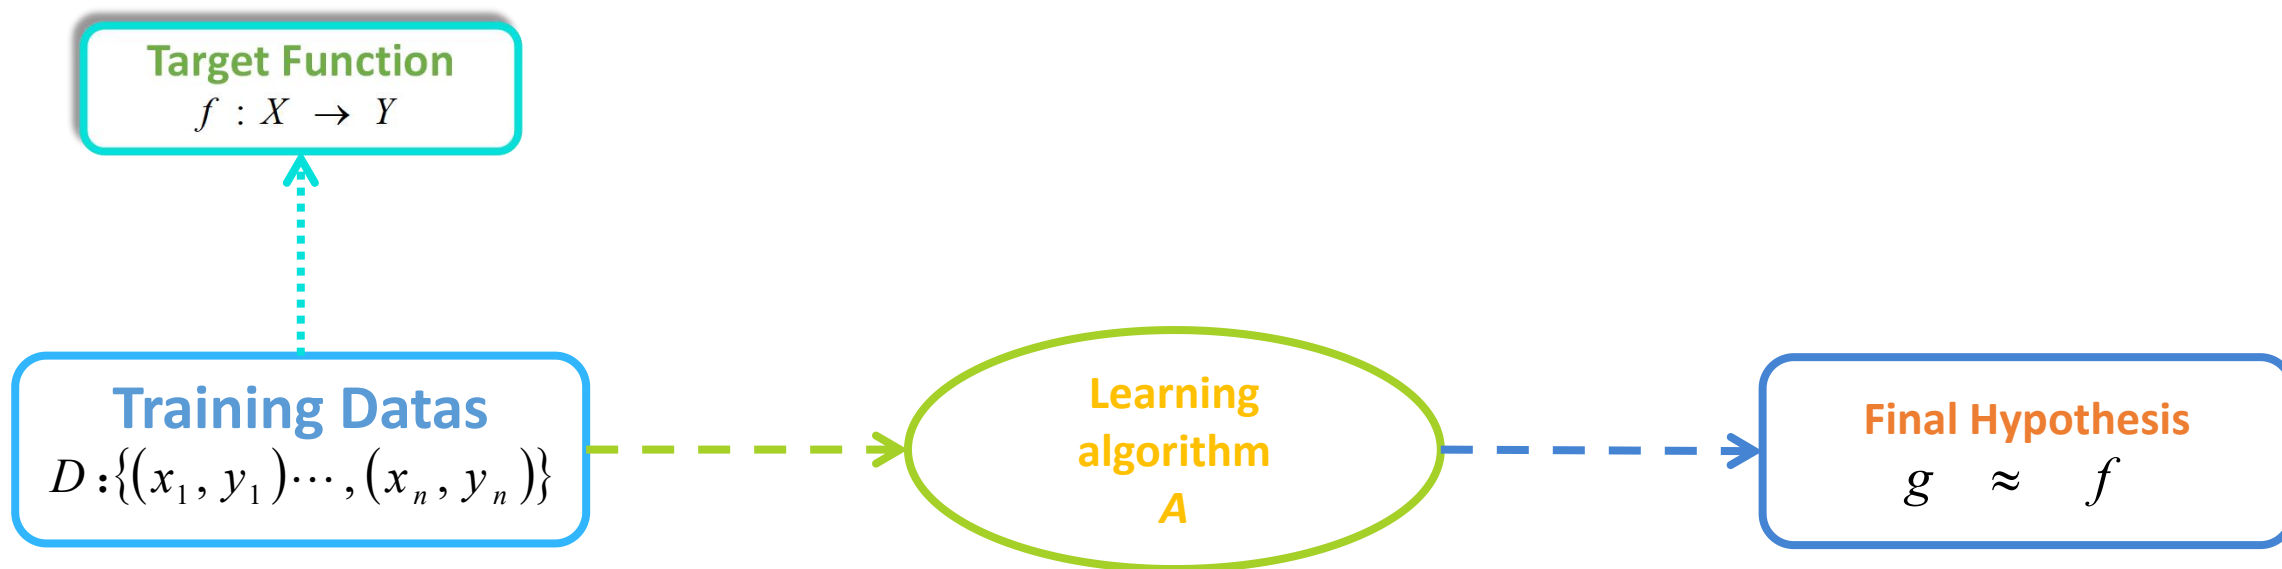 Target Function
f : X → Y
Training Datas
D :{(x₁, y₁)⋯,(xₙ, yₙ)}
Learning
algorithm
A
Final Hypothesis
g ≈ f